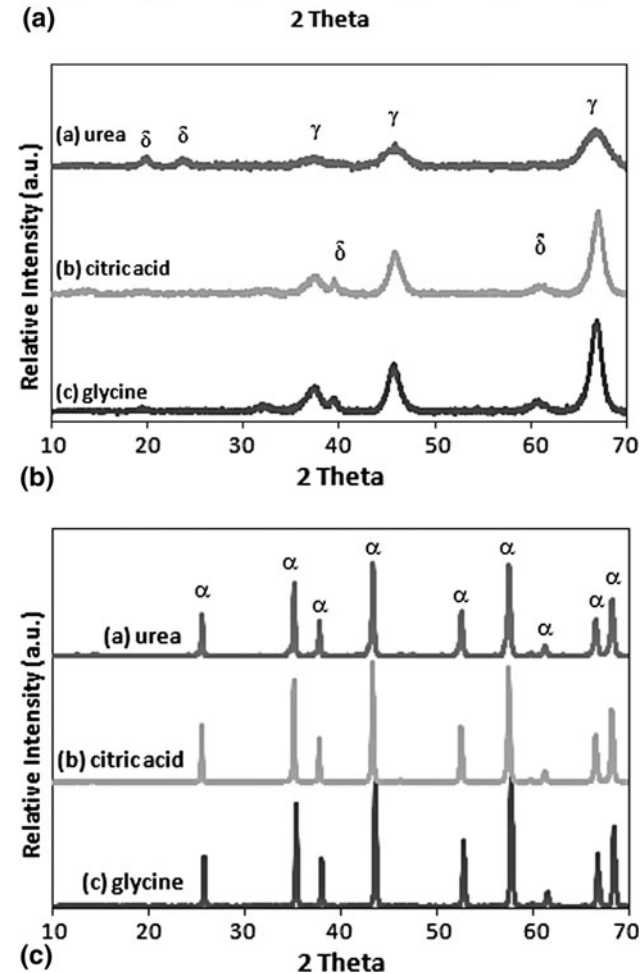 (a) 2 Theta
Relative Intensity (a.u.)
(a) urea
δ δ γ γ γ
(b) citric acid
δ δ
(c) glycine
10 20 30 40 50 60 70
(b) 2 Theta
Relative Intensity (a.u.)
α α α α α α α α α
(a) urea
(b) citric acid
(c) glycine
10 20 30 40 50 60 70
(c) 2 Theta